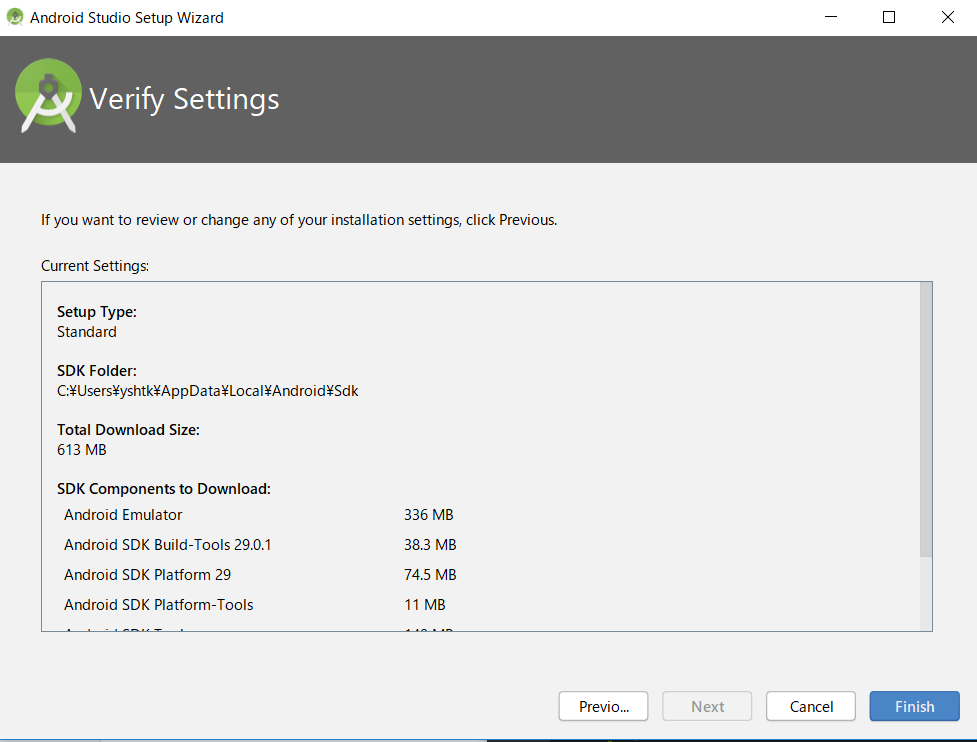 Android Studio Setup Wizard
Verify Settings
If you want to review or change any of your installation settings, click Previous.
Current Settings:
Setup Type:
Standard
SDK Folder:
C:¥Users¥yshtk¥AppData¥Local¥Android¥Sdk
Total Download Size:
613 MB
SDK Components to Download:
Android Emulator 336 MB
Android SDK Build-Tools 29.0.1 38.3 MB
Android SDK Platform 29 74.5 MB
Android SDK Platform-Tools 11 MB
Previo... Next Cancel Finish